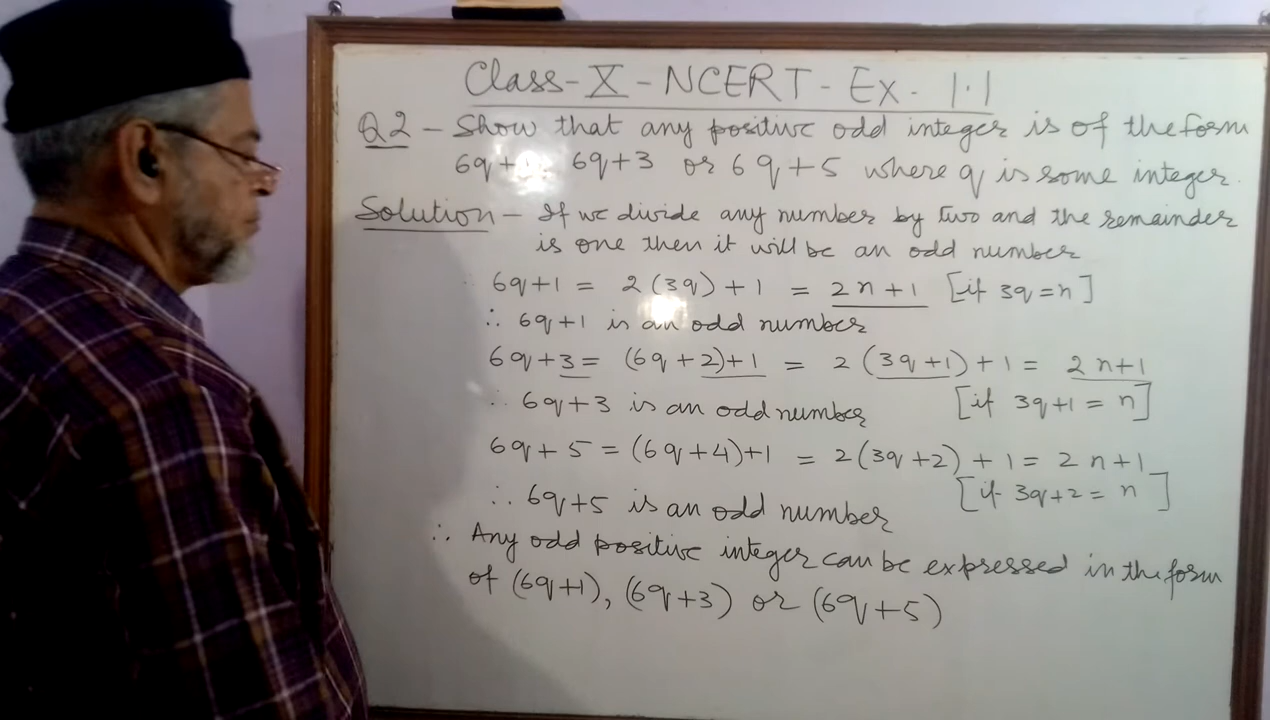 Class-X-NCERT-Ex-1.1
Q2 - Show that any positive odd integer is of the form
6q+ 6q+3 or 6q+5 where q is some integer.
Solution - If we divide any number by two and the remainder
is one then it will be an odd number
6q+1 = 2(3q)+1 = 2n+1 [if 3q=n]
∴ 6q+1 is an odd number
6q+3 = (6q+2)+1 = 2(3q+1)+1 = 2n+1
∴ 6q+3 is an odd number [if 3q+1=n]
6q+5 = (6q+4)+1 = 2(3q+2)+1 = 2n+1
∴ 6q+5 is an odd number [if 3q+2=n]
∴ Any odd positive integer can be expressed in the form
of (6q+1), (6q+3) or (6q+5)